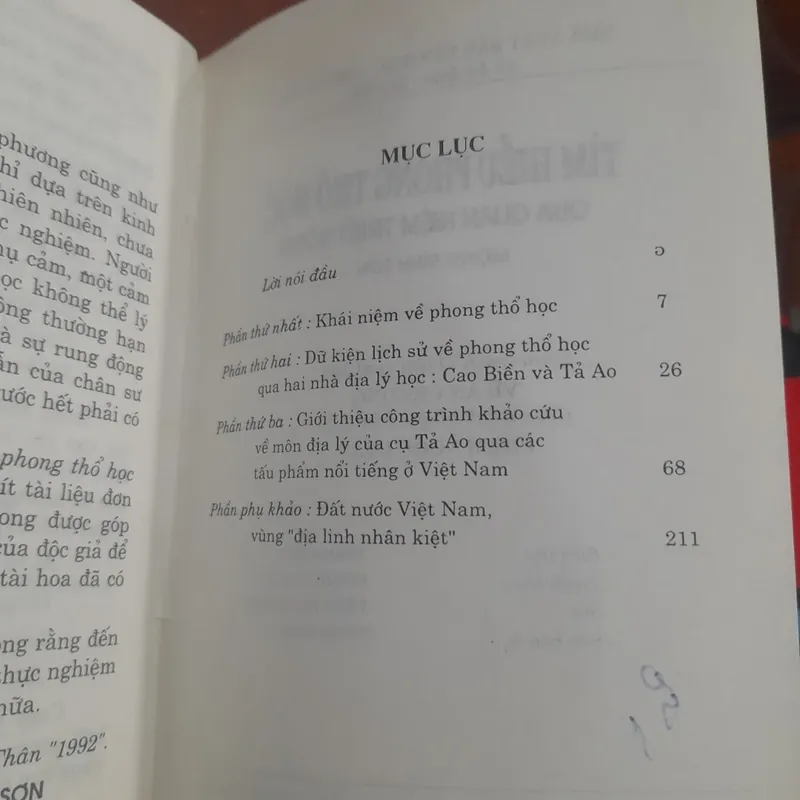 phương cũng như
hỉ dựa trên kinh
hiên nhiên, chưa
c nghiệm. Người
hụ cảm, một cảm
ọc không thể lý
ông thường hạn
à sự rung động
ẫn của chân sư
ước hết phải có
phong thổ học
ít tài liệu đơn
ong được góp
của độc giả để
tài hoa đã có
ong rằng đến
thực nghiệm
nữa.
Thân "1992".
SƠN
MỤC LỤC
Lời nói đầu
Phần thứ nhất : Khái niệm về phong thổ học 7
Phần thứ hai : Dữ kiện lịch sử về phong thổ học
qua hai nhà địa lý học : Cao Biền và Tả Ao 26
Phần thứ ba : Giới thiệu công trình khảo cứu
về môn địa lý của cụ Tả Ao qua các
tấu phẩm nổi tiếng ở Việt Nam 68
Phần phụ khảo : Đất nước Việt Nam,
vùng "địa linh nhân kiệt" 211